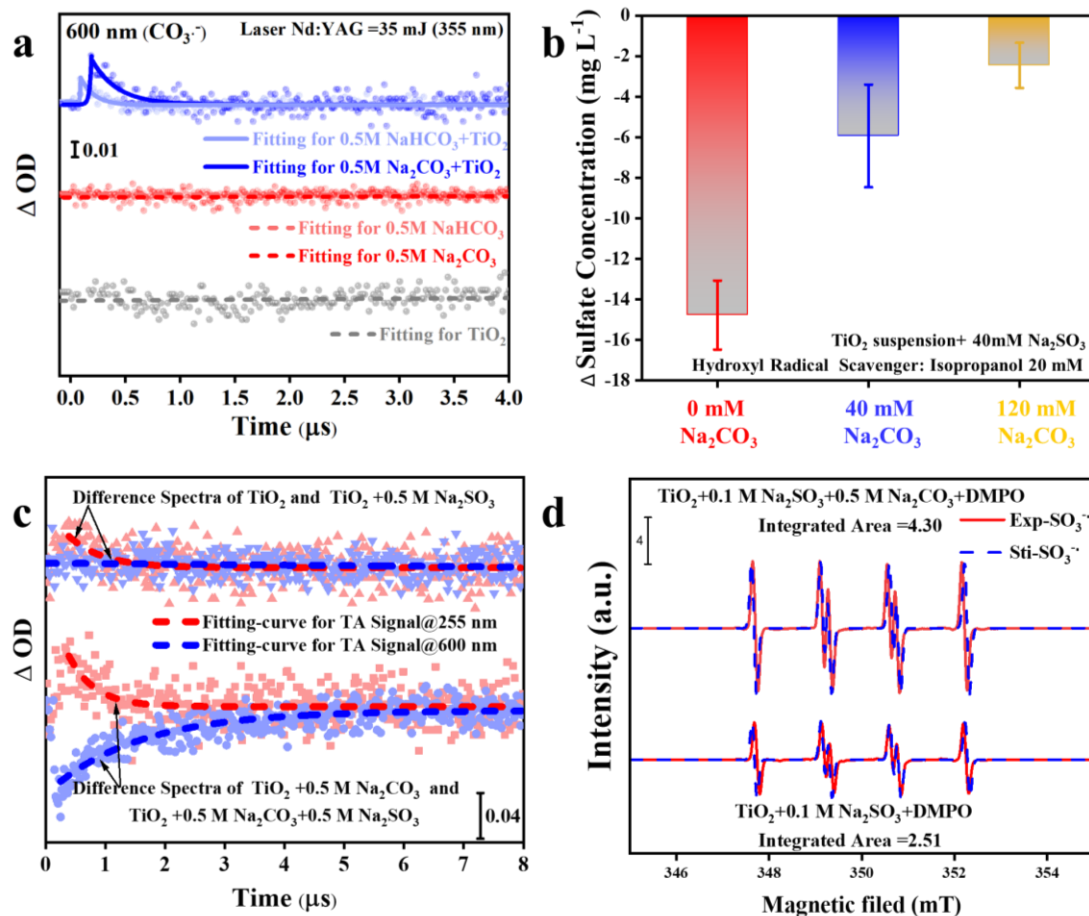 a
600 nm (CO₃·⁻)
Laser Nd:YAG =35 mJ (355 nm)
0.01
Fitting for 0.5M NaHCO₃+TiO₂
Fitting for 0.5M Na₂CO₃+TiO₂
Fitting for 0.5M NaHCO₃
Fitting for 0.5M Na₂CO₃
Fitting for TiO₂
Δ OD
0.0 0.5 1.0 1.5 2.0 2.5 3.0 3.5 4.0
Time (μs)
b
Δ Sulfate Concentration (mg L⁻¹)
0
-2
-4
-6
-8
-10
-12
-14
-16
-18
TiO₂ suspension+ 40mM Na₂SO₃
Hydroxyl Radical Scavenger: Isopropanol 20 mM
0 mM 40 mM 120 mM
Na₂CO₃ Na₂CO₃ Na₂CO₃
c
Difference Spectra of TiO₂ and TiO₂ +0.5 M Na₂SO₃
Fitting-curve for TA Signal@255 nm
Fitting-curve for TA Signal@600 nm
Difference Spectra of TiO₂ +0.5 M Na₂CO₃ and
TiO₂ +0.5 M Na₂CO₃+0.5 M Na₂SO₃
0.04
Δ OD
0 1 2 3 4 5 6 7 8
Time (μs)
d
TiO₂+0.1 M Na₂SO₃+0.5 M Na₂CO₃+DMPO
Integrated Area =4.30
4
Exp-SO₃⁻·
Sti-SO₃⁻·
TiO₂+0.1 M Na₂SO₃+DMPO
Integrated Area =2.51
Intensity (a.u.)
346 348 350 352 354
Magnetic filed (mT)